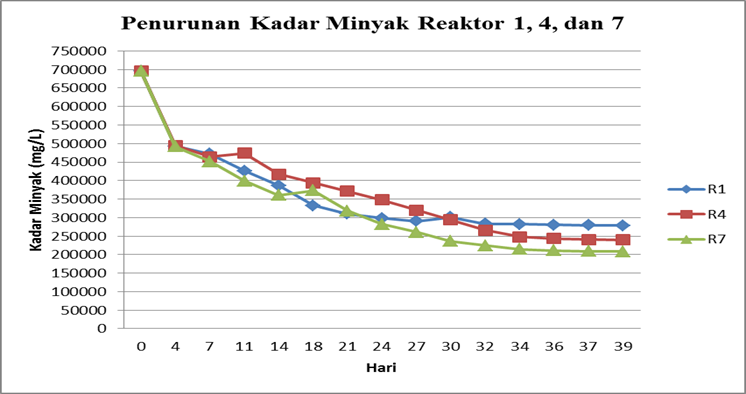 Penurunan Kadar Minyak Reaktor 1, 4, dan 7
750000
700000
650000
600000
550000
500000
450000
400000
350000
300000
250000
200000
150000
100000
50000
0
Kadar Minyak (mg/L)
0 4 7 11 14 18 21 24 27 30 32 34 36 37 39
Hari
R1
R4
R7